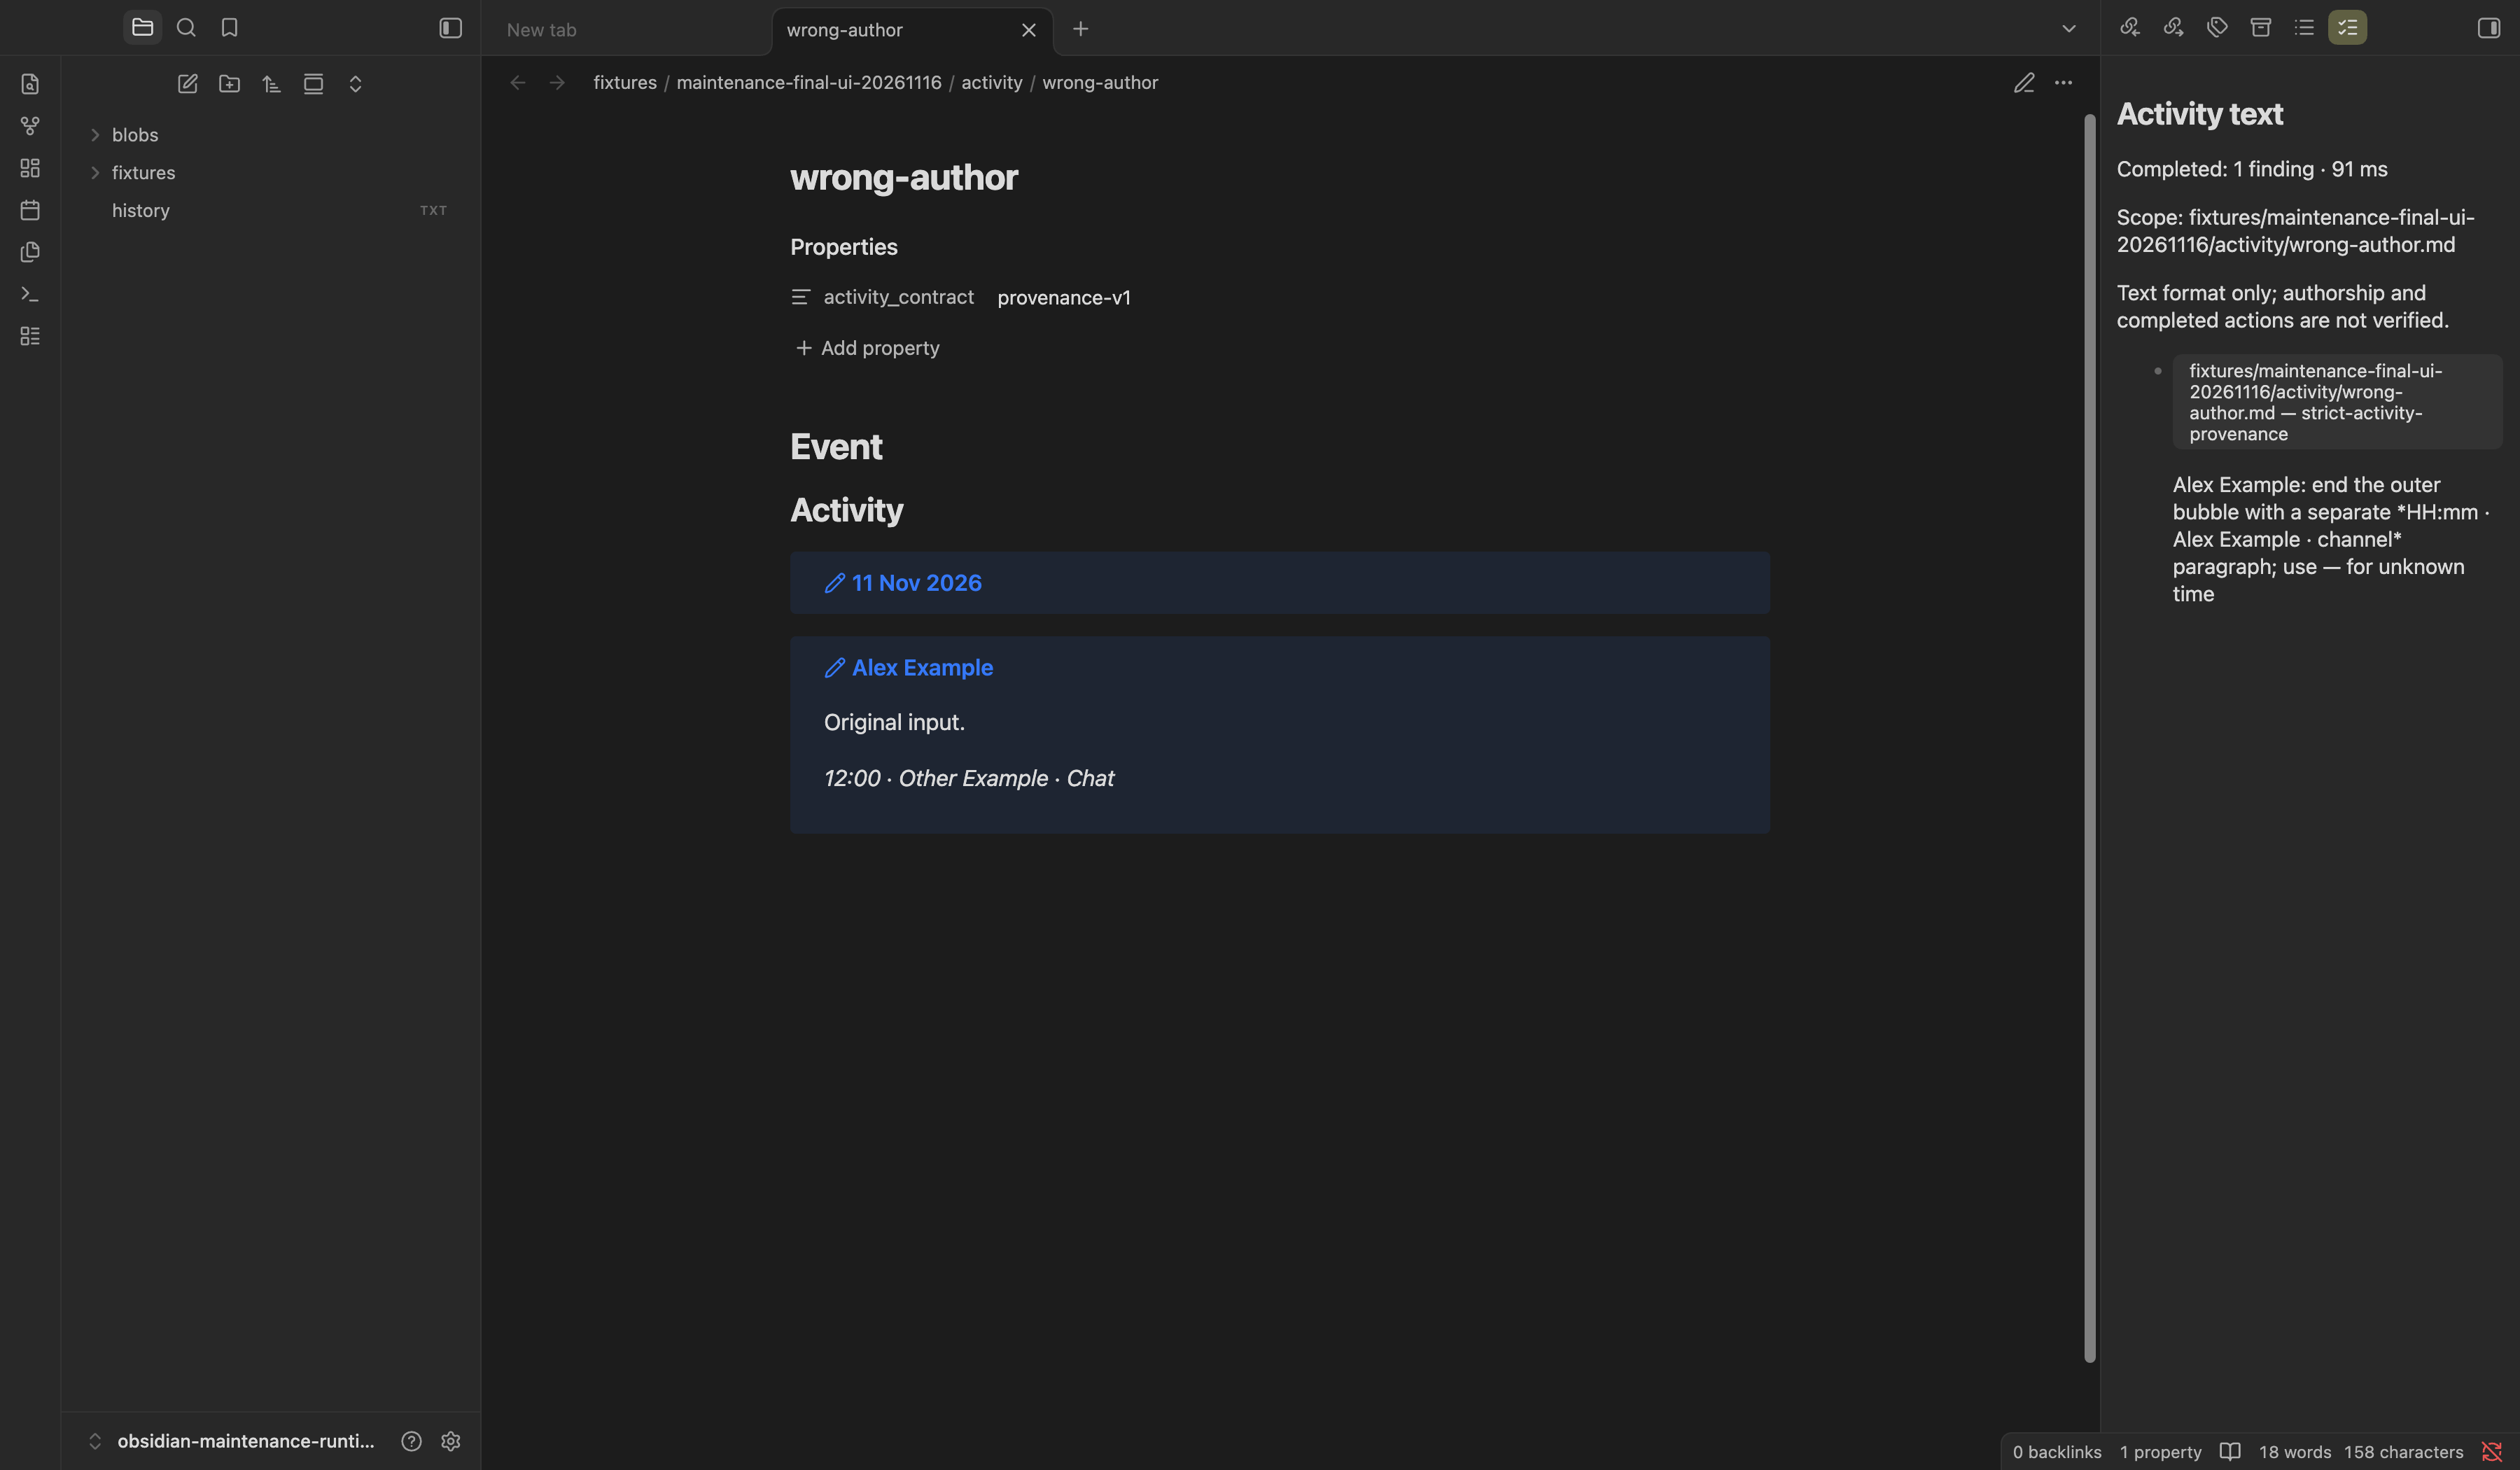 New tab
wrong-author
fixtures / maintenance-final-ui-20261116 / activity / wrong-author
blobs
fixtures
history TXT
wrong-author
Properties
activity_contract provenance-v1
Add property
Event
Activity
11 Nov 2026
Alex Example
Original input.
12:00 · Other Example · Chat
Activity text
Completed: 1 finding · 91 ms
Scope: fixtures/maintenance-final-ui-
20261116/activity/wrong-author.md
Text format only; authorship and
completed actions are not verified.
fixtures/maintenance-final-ui-
20261116/activity/wrong-
author.md — strict-activity-
provenance
Alex Example: end the outer
bubble with a separate *HH:mm ·
Alex Example · channel*
paragraph; use — for unknown
time
obsidian-maintenance-runti...
0 backlinks 1 property 18 words 158 characters